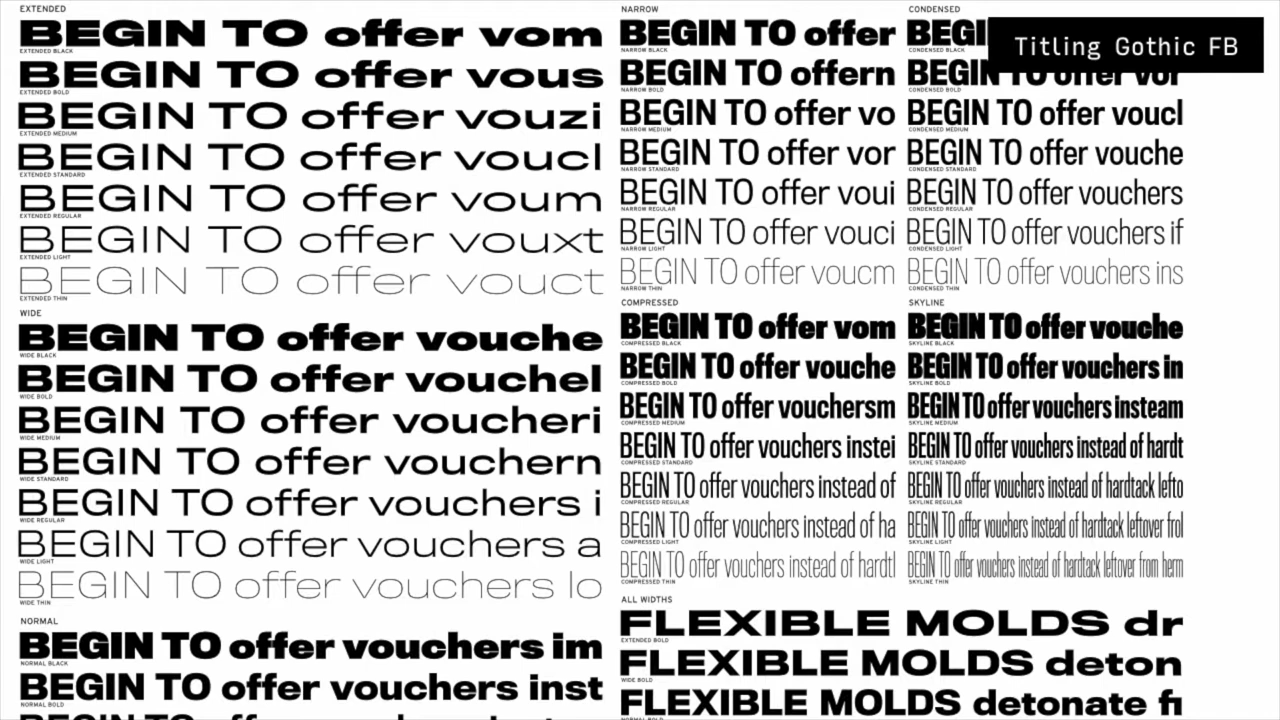 EXTENDED
BEGIN TO offer vom
EXTENDED BLACK
BEGIN TO offer vous
EXTENDED BOLD
BEGIN TO offer vouzi
EXTENDED MEDIUM
BEGIN TO offer voucl
EXTENDED STANDARD
BEGIN TO offer voum
EXTENDED REGULAR
BEGIN TO offer vouxt
EXTENDED LIGHT
BEGIN TO offer vouct
EXTENDED THIN
WIDE
BEGIN TO offer vouche
WIDE BLACK
BEGIN TO offer vouchel
WIDE BOLD
BEGIN TO offer voucheri
WIDE MEDIUM
BEGIN TO offer vouchern
WIDE STANDARD
BEGIN TO offer vouchers i
WIDE REGULAR
BEGIN TO offer vouchers a
WIDE LIGHT
BEGIN TO offer vouchers lo
WIDE THIN
NORMAL
BEGIN TO offer vouchers im
NORMAL BLACK
BEGIN TO offer vouchers inst
NORMAL BOLD
NARROW
BEGIN TO offer
NARROW BLACK
BEGIN TO offern
NARROW BOLD
BEGIN TO offer vo
NARROW MEDIUM
BEGIN TO offer vor
NARROW STANDARD
BEGIN TO offer voui
NARROW REGULAR
BEGIN TO offer vouci
NARROW LIGHT
BEGIN TO offer voucm
NARROW THIN
CONDENSED
Titling Gothic FB
CONDENSED BLACK
BEGIN TO offer vor
CONDENSED BOLD
BEGIN TO offer voucl
CONDENSED MEDIUM
BEGIN TO offer vouche
CONDENSED STANDARD
BEGIN TO offer vouchers
CONDENSED REGULAR
BEGIN TO offer vouchers if
CONDENSED LIGHT
BEGIN TO offer vouchers ins
CONDENSED THIN
COMPRESSED
BEGIN TO offer vom
COMPRESSED BLACK
BEGIN TO offer vouche
COMPRESSED BOLD
BEGIN TO offer vouchersm
COMPRESSED MEDIUM
BEGIN TO offer vouchers instei
COMPRESSED STANDARD
BEGIN TO offer vouchers instead of
COMPRESSED REGULAR
BEGIN TO offer vouchers instead of ha
COMPRESSED LIGHT
BEGIN TO offer vouchers instead of hardtl
COMPRESSED THIN
SKYLINE
BEGIN TO offer vouche
SKYLINE BLACK
BEGIN TO offer vouchers in
SKYLINE BOLD
BEGIN TO offer vouchers insteam
SKYLINE MEDIUM
BEGIN TO offer vouchers instead of hardt
SKYLINE STANDARD
BEGIN TO offer vouchers instead of hardtack lefto
SKYLINE REGULAR
BEGIN TO offer vouchers instead of hardtack leftover frol
SKYLINE LIGHT
BEGIN TO offer vouchers instead of hardtack leftover from herm
SKYLINE THIN
ALL WIDTHS
FLEXIBLE MOLDS dr
EXTENDED BOLD
FLEXIBLE MOLDS deton
WIDE BOLD
FLEXIBLE MOLDS detonate fi